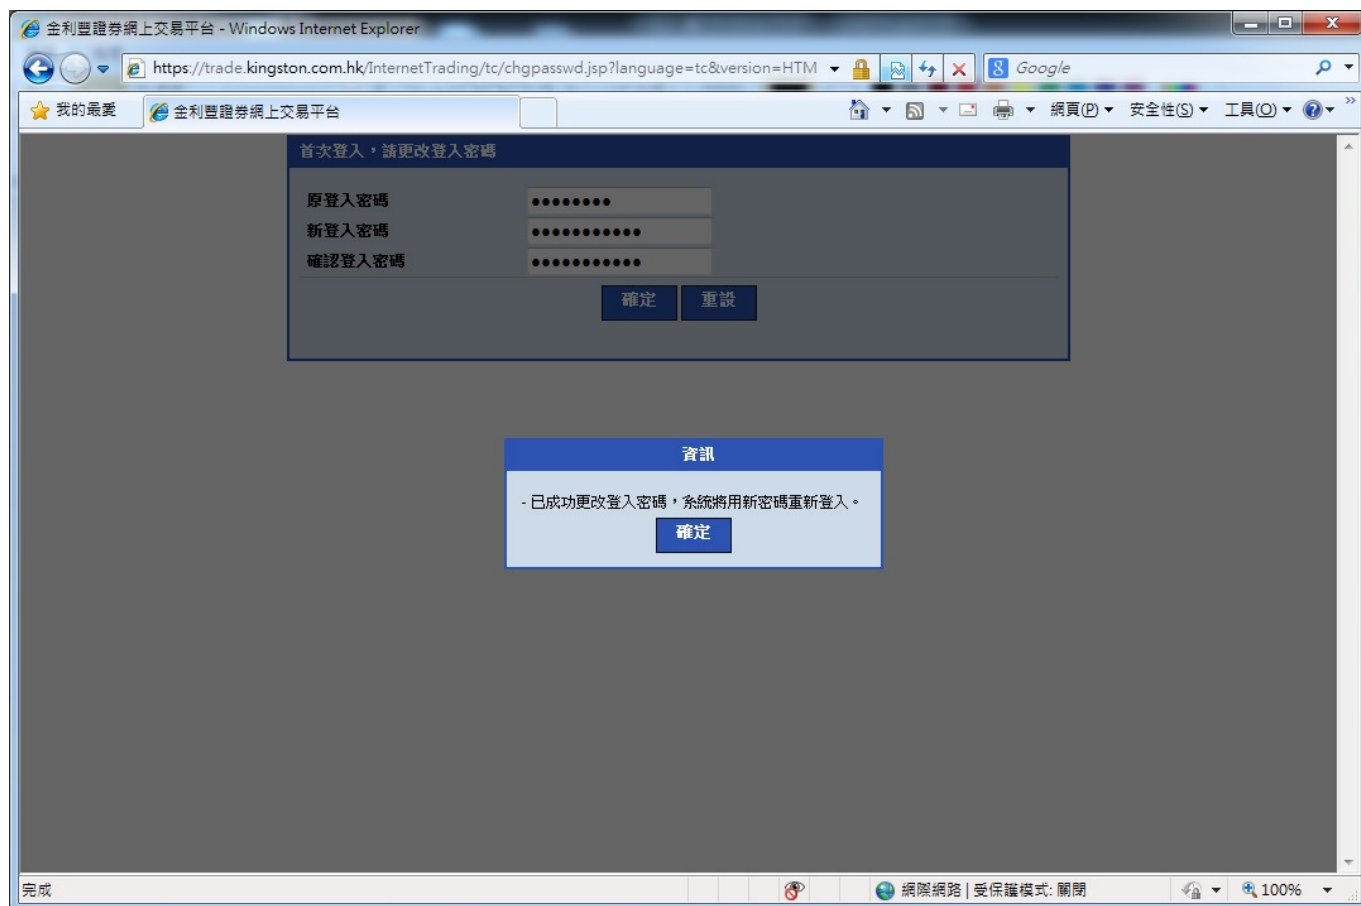 金利豐證券網上交易平台 - Windows Internet Explorer
https://trade.kingston.com.hk/InternetTrading/tc/chgpasswd.jsp?language=tc&version=HTM
Google
我的最愛
金利豐證券網上交易平台
網頁(P)
安全性(S)
工具(O)
首次登入，請更改登入密碼
原登入密碼 ••••••••
新登入密碼 •••••••••••
確認登入密碼 •••••••••••
確定 重設
資訊
- 已成功更改登入密碼，系統將用新密碼重新登入。
確定
完成
網際網路 | 受保護模式: 關閉
100%